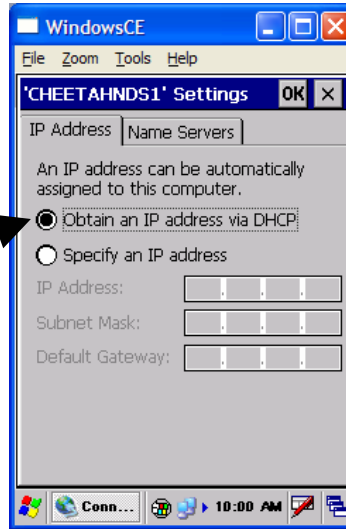 WindowsCE
File Zoom Tools Help
'CHEETAHNDS1' Settings OK ×
IP Address Name Servers
An IP address can be automatically
assigned to this computer.
Obtain an IP address via DHCP
Specify an IP address
IP Address:
Subnet Mask:
Default Gateway:
Conn... 10:00 AM